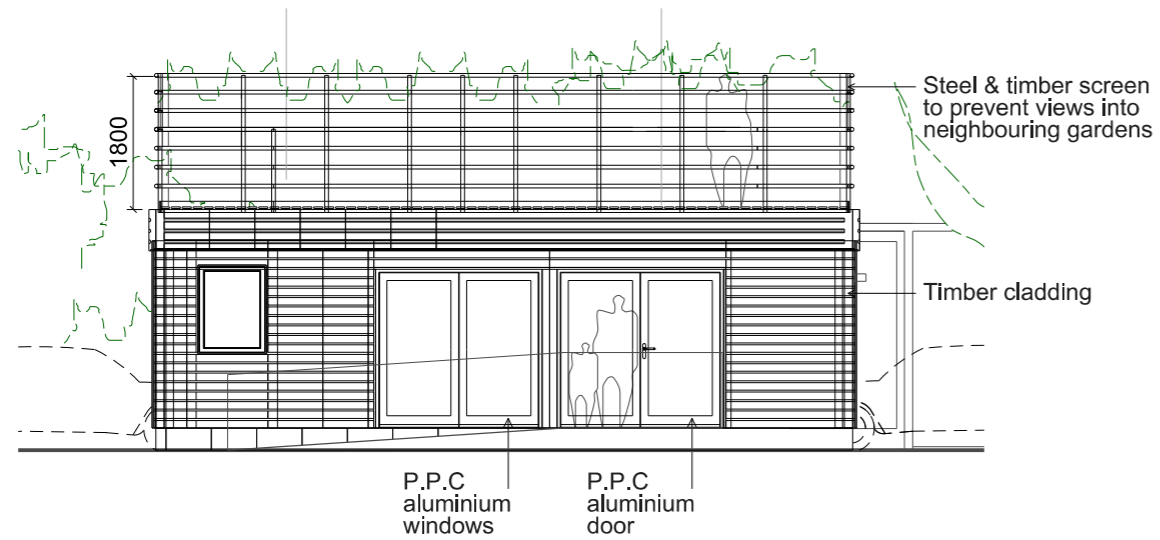 Steel & timber screen
to prevent views into
neighbouring gardens
1800
Timber cladding
P.P.C
aluminium
windows
P.P.C
aluminium
door